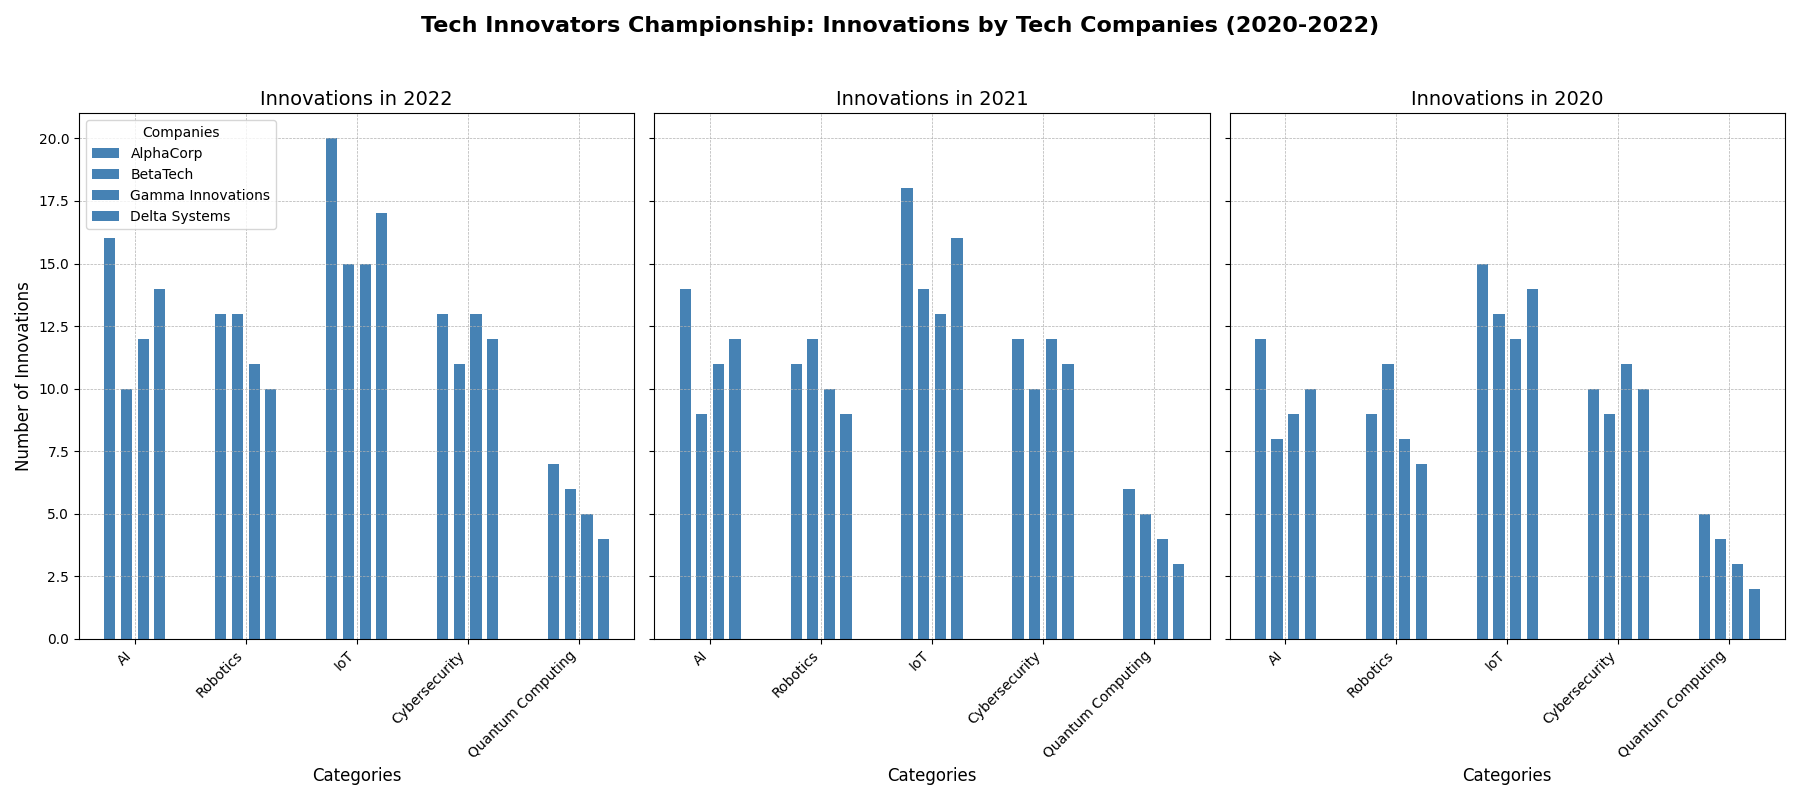 Tech Innovators Championship: Innovations by Tech Companies (2020-2022)
Innovations in 2022
Innovations in 2021
Innovations in 2020
Companies
AlphaCorp
BetaTech
Gamma Innovations
Delta Systems
Number of Innovations
20.0
17.5
15.0
12.5
10.0
7.5
5.0
2.5
0.0
AI
Robotics
IoT
Cybersecurity
Quantum Computing
AI
Robotics
IoT
Cybersecurity
Quantum Computing
AI
Robotics
IoT
Cybersecurity
Quantum Computing
Categories
Categories
Categories